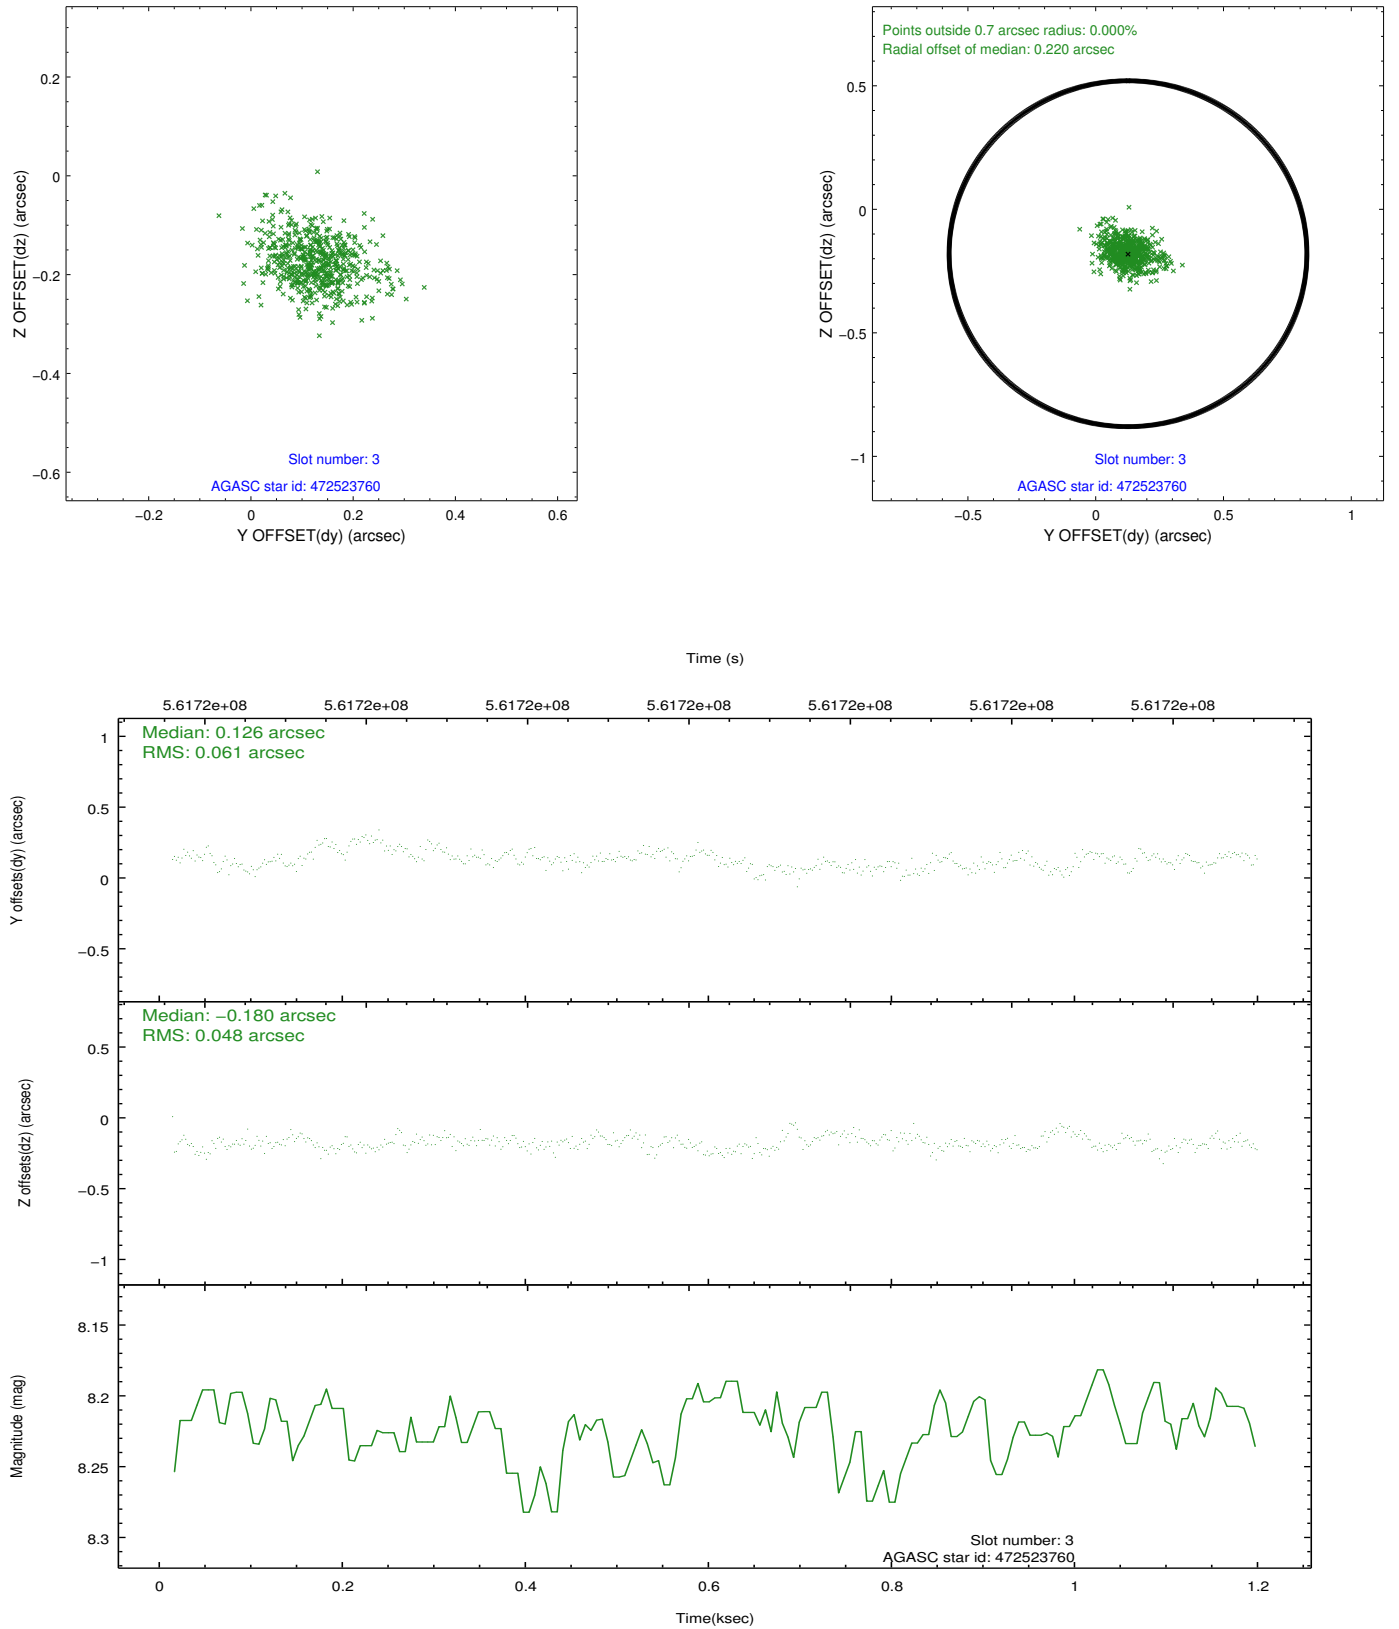 0.2
0
−0.2
−0.4
−0.6
Z OFFSET(dz) (arcsec)
Slot number: 3
AGASC star id: 472523760
−0.2
0
0.2
0.4
0.6
Y OFFSET(dy) (arcsec)
Points outside 0.7 arcsec radius: 0.000%
Radial offset of median: 0.220 arcsec
0.5
0
−0.5
−1
Z OFFSET(dz) (arcsec)
Slot number: 3
AGASC star id: 472523760
−0.5
0
0.5
1
Y OFFSET(dy) (arcsec)
Time (s)
5.6172e+08
5.6172e+08
5.6172e+08
5.6172e+08
5.6172e+08
5.6172e+08
5.6172e+08
Median: 0.126 arcsec
RMS: 0.061 arcsec
1
0.5
0
−0.5
Y offsets(dy) (arcsec)
Median: −0.180 arcsec
RMS: 0.048 arcsec
0.5
0
−0.5
−1
Z offsets(dz) (arcsec)
8.15
8.2
8.25
8.3
Magnitude (mag)
Slot number: 3
AGASC star id: 472523760
0
0.2
0.4
0.6
0.8
1
1.2
Time(ksec)